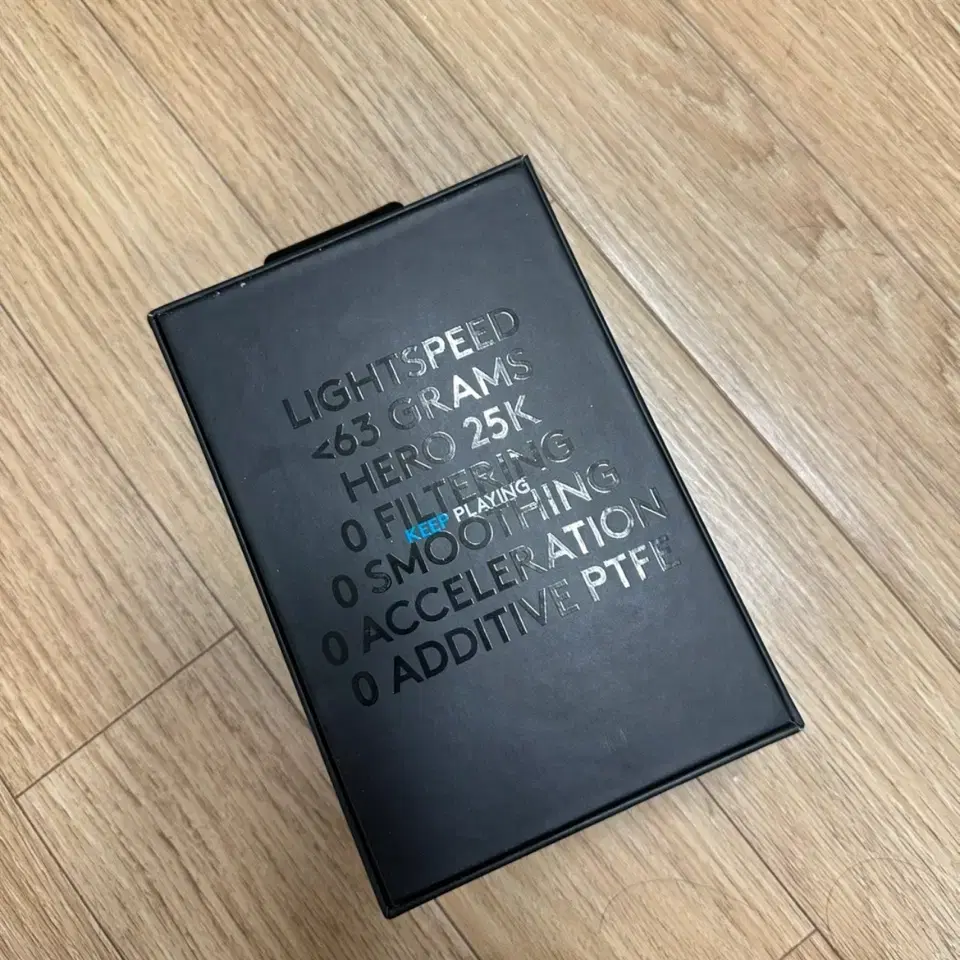 LIGHTSPEED
<63 GRAMS
HERO 25K
0 FILTERING
KEEP PLAYING
0 SMOOTHING
0 ACCELERATION
0 ADDITIVE PTFE